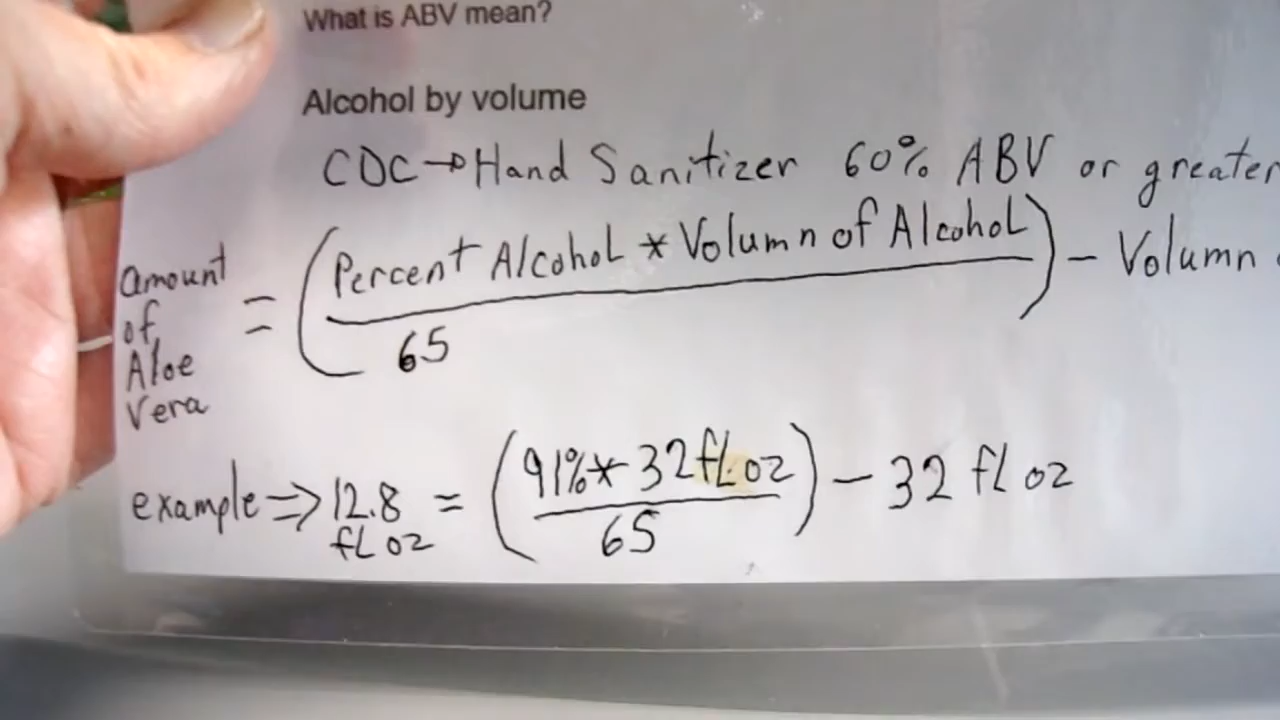 What is ABV mean?
Alcohol by volume
CDC → Hand Sanitizer 60% ABV or greater
amount of Aloe Vera = (Percent Alcohol * Volumn of Alcohol / 65) - Volumn
example => 12.8 fl oz = (91% * 32 fl.oz / 65) - 32 fl oz